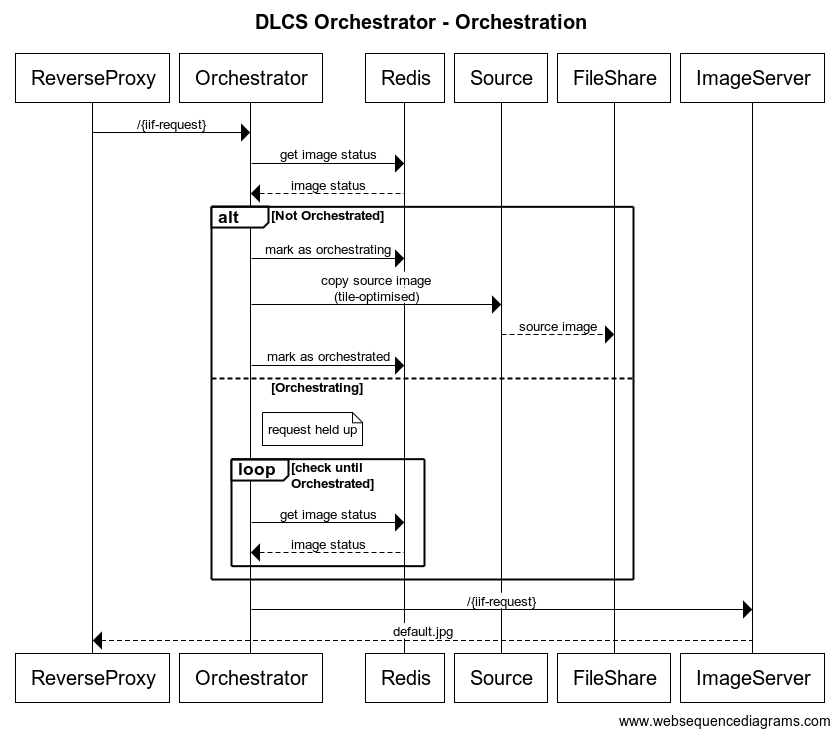 DLCS Orchestrator - Orchestration
ReverseProxy Orchestrator Redis Source FileShare ImageServer
/{iif-request}
get image status
image status
alt [Not Orchestrated]
mark as orchestrating
copy source image
(tile-optimised)
source image
mark as orchestrated
[Orchestrating]
request held up
loop [check until
Orchestrated]
get image status
image status
/{iif-request}
default.jpg
ReverseProxy Orchestrator Redis Source FileShare ImageServer
www.websequencediagrams.com